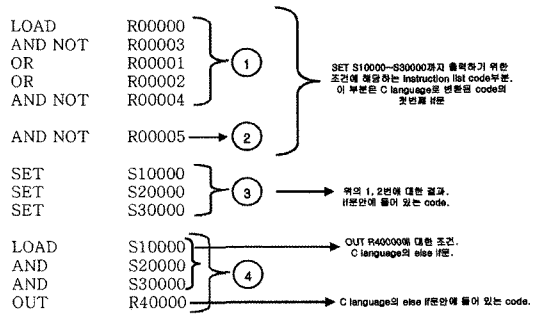 LOAD R00000
AND NOT R00003
OR R00001
OR R00002
AND NOT R00004
1
AND NOT R00005
2
SET S10000~S30000까지 출력하기 위한
조건에 해당하는 Instruction list code부분.
이 부분은 C language로 변환된 code의
첫번째 if문
SET S10000
SET S20000
SET S30000
3
위의 1, 2번에 대한 결과.
if문안에 들어 있는 code.
LOAD S10000
AND S20000
AND S30000
OUT R40000
4
OUT R40000에 대한 조건.
C language의 else if문.
C language의 else if문안에 들어 있는 code.